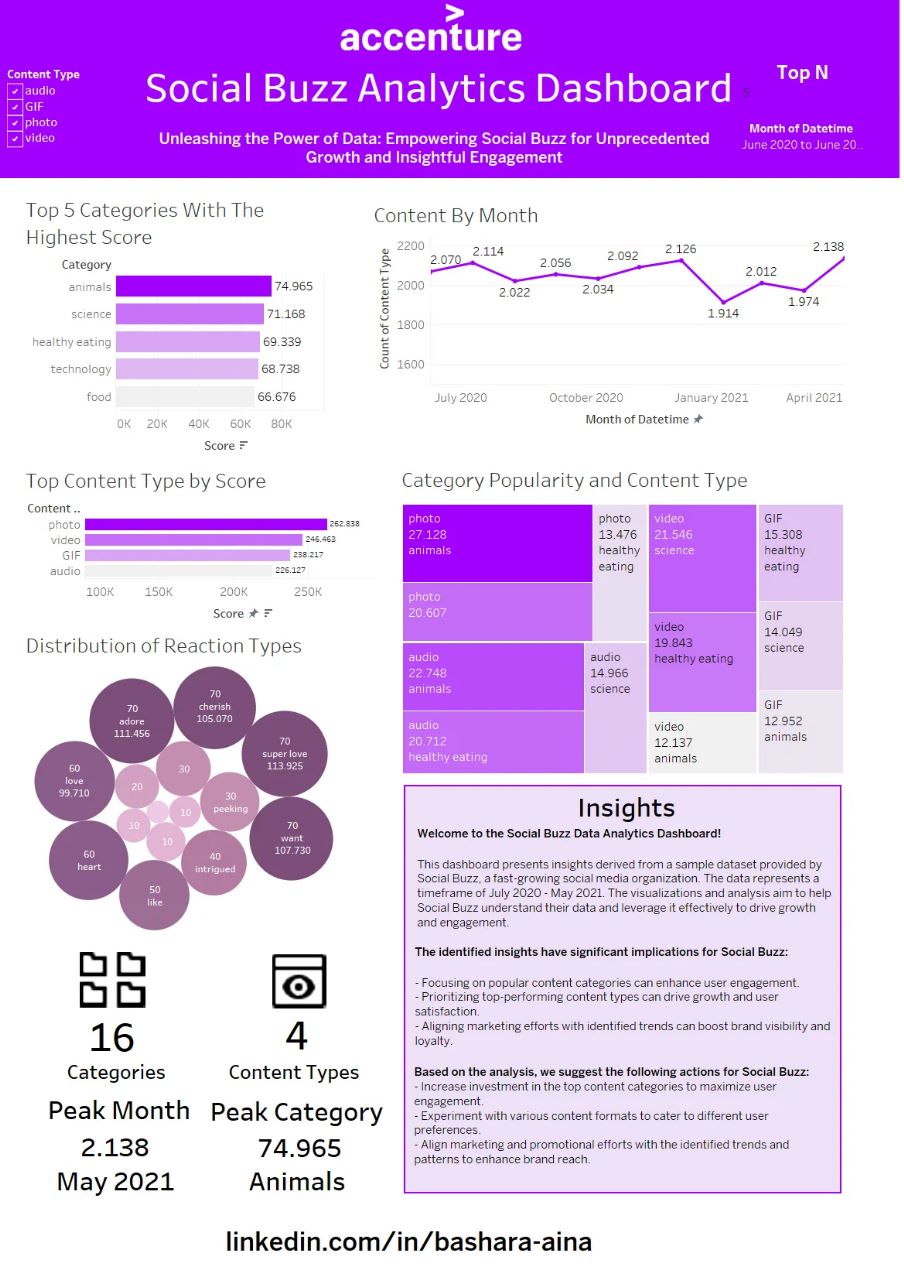 accenture
Content Type
audio
GIF
photo
video
Social Buzz Analytics Dashboard
Top N
5
Unleashing the Power of Data: Empowering Social Buzz for Unprecedented
Growth and Insightful Engagement
Month of Datetime
June 2020 to June 20..
Top 5 Categories With The
Highest Score
Category
animals 74.965
science 71.168
healthy eating 69.339
technology 68.738
food 66.676
0K 20K 40K 60K 80K
Score
Content By Month
Count of Content Type
2200
2000
1800
1600
2.070 2.114 2.022 2.056 2.034 2.092 2.126 1.914 2.012 1.974 2.138
July 2020 October 2020 January 2021 April 2021
Month of Datetime
Top Content Type by Score
Content ..
photo 262.838
video 246.463
GIF 238.217
audio 226.127
100K 150K 200K 250K
Score
Category Popularity and Content Type
photo
27.128
animals
photo
13.476
healthy
eating
video
21.546
science
GIF
15.308
healthy
eating
photo
20.607
video
19.843
healthy eating
GIF
14.049
science
audio
22.748
animals
audio
14.966
science
audio
20.712
healthy eating
video
12.137
animals
GIF
12.952
animals
Distribution of Reaction Types
70
adore
111.456
70
cherish
105.070
70
super love
113.925
60
love
99.710
20
30
30
peeking
10
10
10
70
want
107.730
60
heart
40
intrigued
50
like
16
Categories
4
Content Types
Peak Month
2.138
May 2021
Peak Category
74.965
Animals
Insights
Welcome to the Social Buzz Data Analytics Dashboard!
This dashboard presents insights derived from a sample dataset provided by
Social Buzz, a fast-growing social media organization. The data represents a
timeframe of July 2020 - May 2021. The visualizations and analysis aim to help
Social Buzz understand their data and leverage it effectively to drive growth
and engagement.
The identified insights have significant implications for Social Buzz:
- Focusing on popular content categories can enhance user engagement.
- Prioritizing top-performing content types can drive growth and user
satisfaction.
- Aligning marketing efforts with identified trends can boost brand visibility and
loyalty.
Based on the analysis, we suggest the following actions for Social Buzz:
- Increase investment in the top content categories to maximize user
engagement.
- Experiment with various content formats to cater to different user
preferences.
- Align marketing and promotional efforts with the identified trends and
patterns to enhance brand reach.
linkedin.com/in/bashara-aina